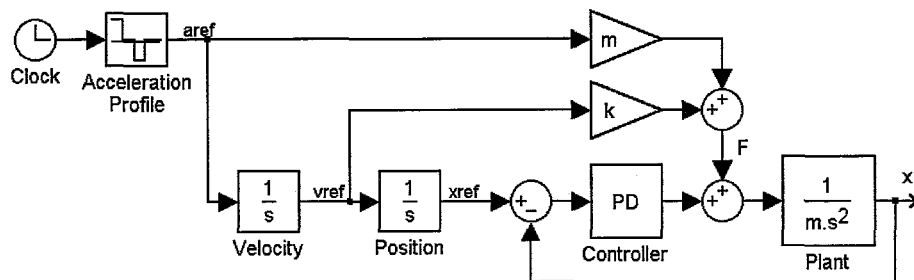 Clock
Acceleration
Profile
aref
m
k
+
+
F
1
s
Velocity
vref
1
s
Position
xref
+
-
PD
Controller
+
+
1
m.s²
Plant
x